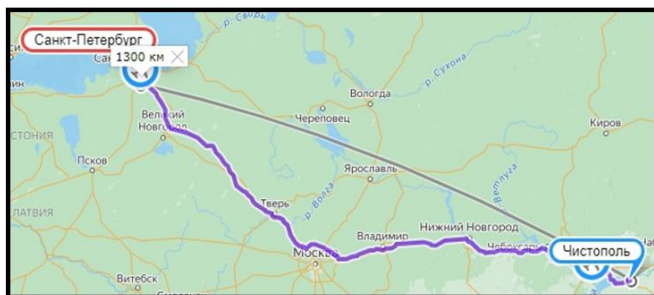 р. Свирь
Санкт-Петербург
1300 км
р. Сухона
Вологда
Череповец
Великий
Новгород
Киров
СТОНИЯ
Псков
Ярославль
Ветлуга
р. Волга
Тверь
ЛАТВИЯ
Нижний Новгород
Владимир
Чебоксар
Чистополь
Москва
Витебск